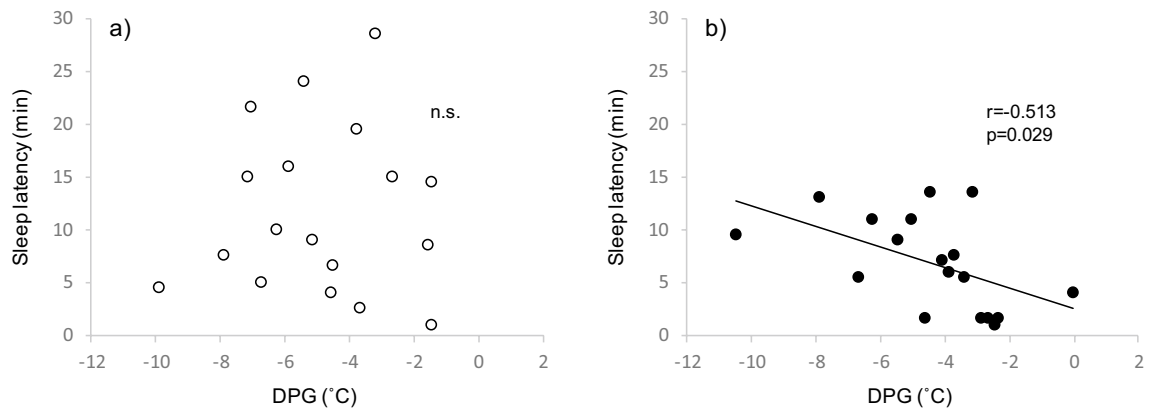 a)
30
25
20
15
10
5
0
Sleep latency (min)
n.s.
-12 -10 -8 -6 -4 -2 0 2
DPG (˚C)
b)
30
25
20
15
10
5
0
Sleep latency (min)
r=-0.513
p=0.029
-12 -10 -8 -6 -4 -2 0 2
DPG (˚C)